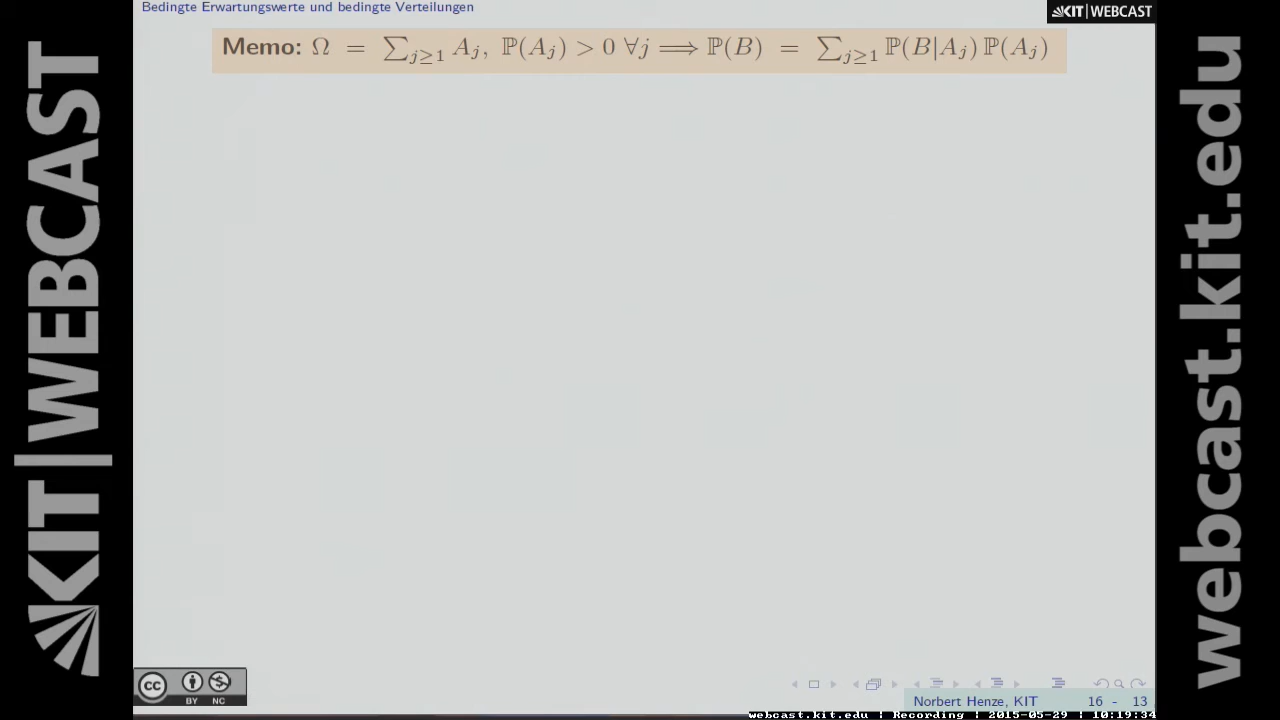 Bedingte Erwartungswerte und bedingte Verteilungen
KIT | WEBCAST
Memo: Ω = ∑_{j≥1} A_j, ℙ(A_j) > 0 ∀j ⟹ ℙ(B) = ∑_{j≥1} ℙ(B|A_j) ℙ(A_j)
KIT | WEBCAST
webcast.kit.edu
cc
BY NC
Norbert Henze, KIT 16 - 13
webcast.kit.edu | Recording | 2015-05-29 | 10:19:34